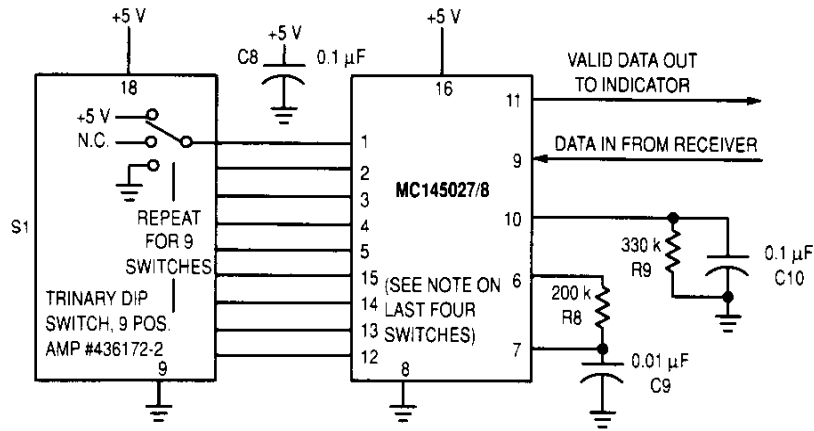 +5 V
18
+5 V
N.C.
S1
REPEAT
FOR 9
SWITCHES
TRINARY DIP
SWITCH, 9 POS.
AMP #436172-2
9
+5 V
C8
0.1 µF
+5 V
16
1
2
3
4
5
15
14
13
12
MC145027/8
(SEE NOTE ON
LAST FOUR
SWITCHES)
8
11
9
10
6
7
VALID DATA OUT
TO INDICATOR
DATA IN FROM RECEIVER
330 k
R9
0.1 µF
C10
200 k
R8
0.01 µF
C9